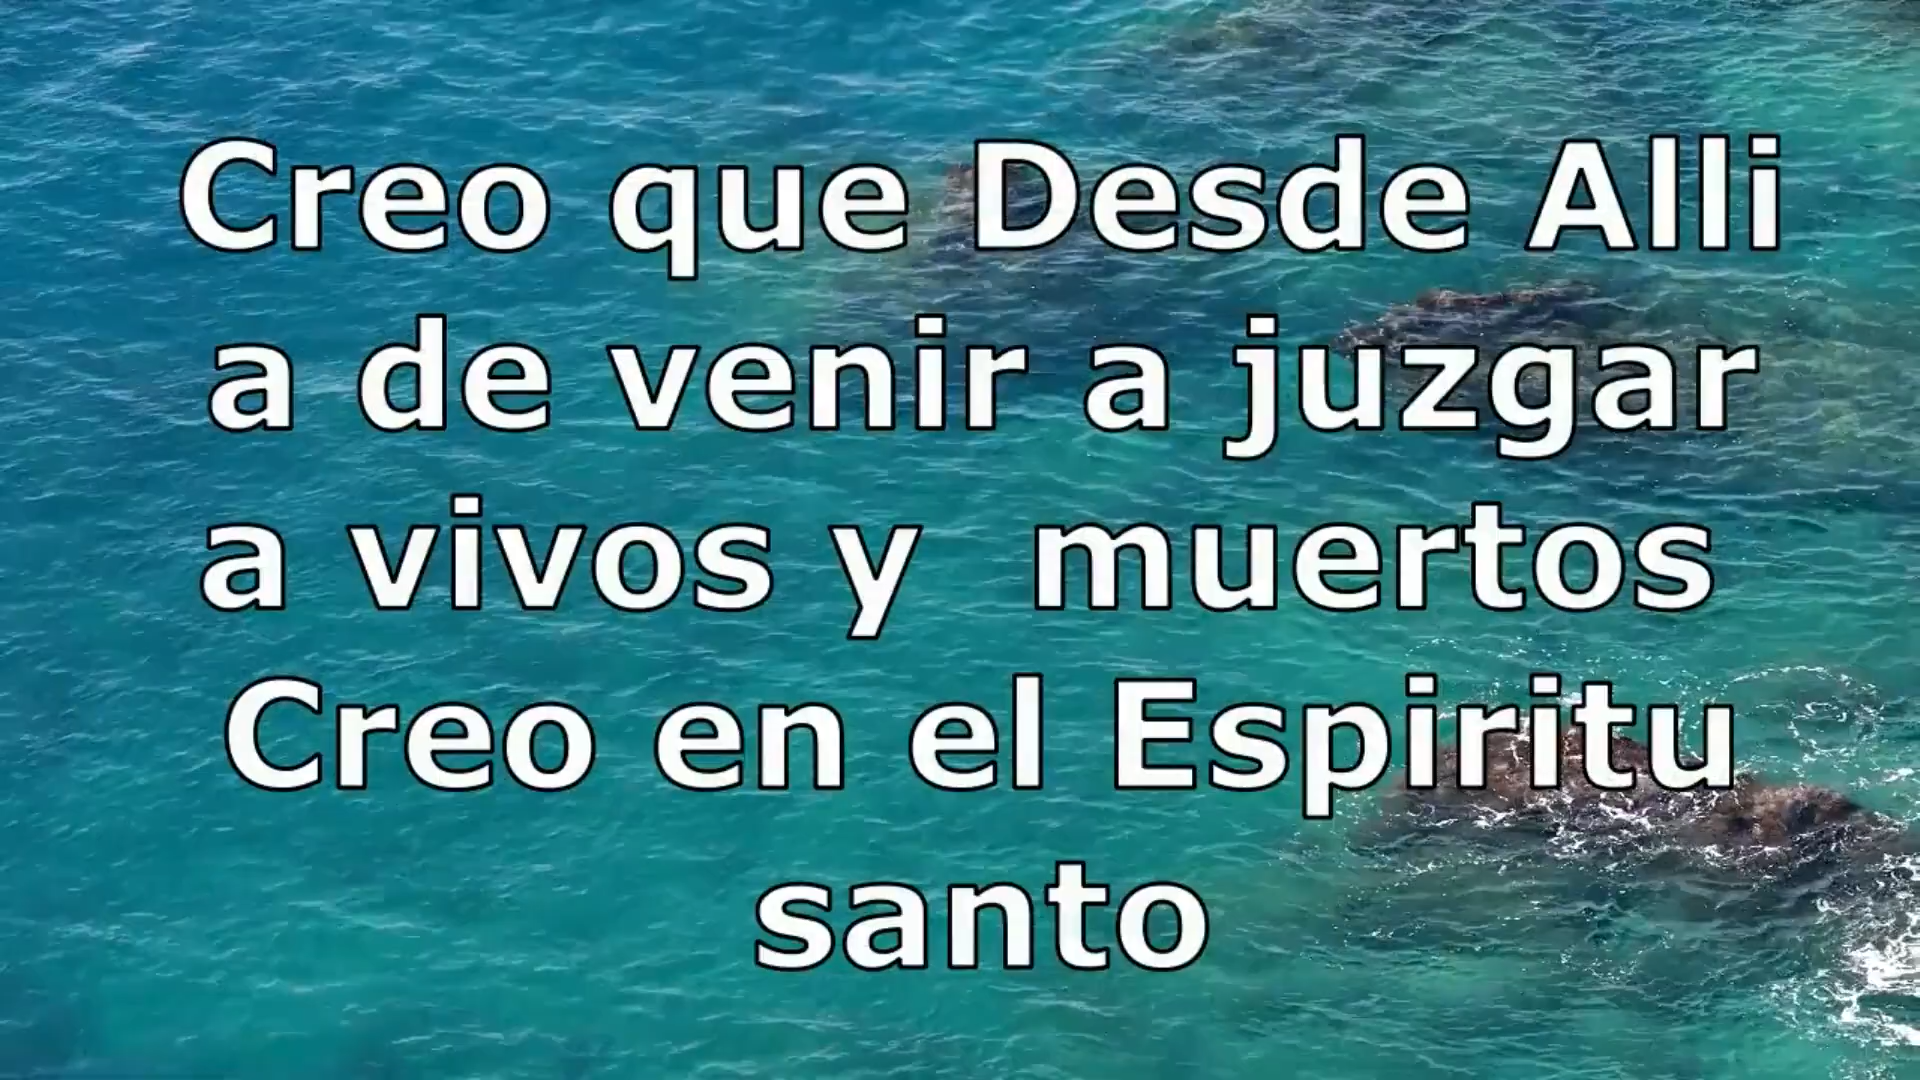 Creo que Desde Alli
a de venir a juzgar
a vivos y  muertos
Creo en el Espiritu
santo